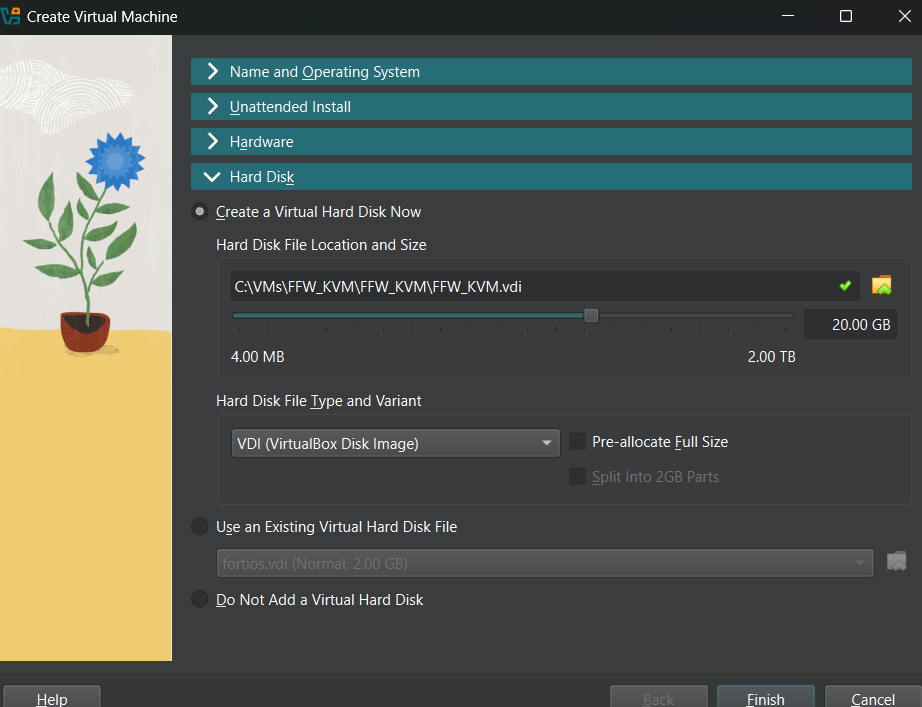 Create Virtual Machine
Name and Operating System
Unattended Install
Hardware
Hard Disk
Create a Virtual Hard Disk Now
Hard Disk File Location and Size
C:\VMs\FFW_KVM\FFW_KVM\FFW_KVM.vdi
20.00 GB
4.00 MB 2.00 TB
Hard Disk File Type and Variant
VDI (VirtualBox Disk Image) Pre-allocate Full Size
Split Into 2GB Parts
Use an Existing Virtual Hard Disk File
fortios.vdi (Normal, 2.00 GB)
Do Not Add a Virtual Hard Disk
Help Back Finish Cancel